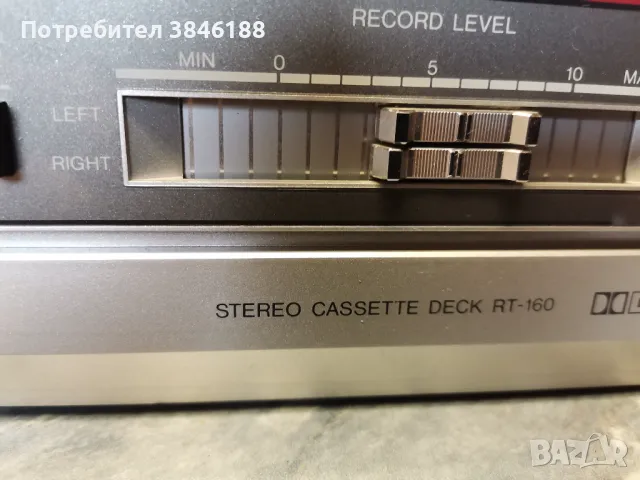 Потребител 3846188
RECORD LEVEL
MIN 0 5 10
LEFT
RIGHT
STEREO CASSETTE DECK RT-160
BAZAR